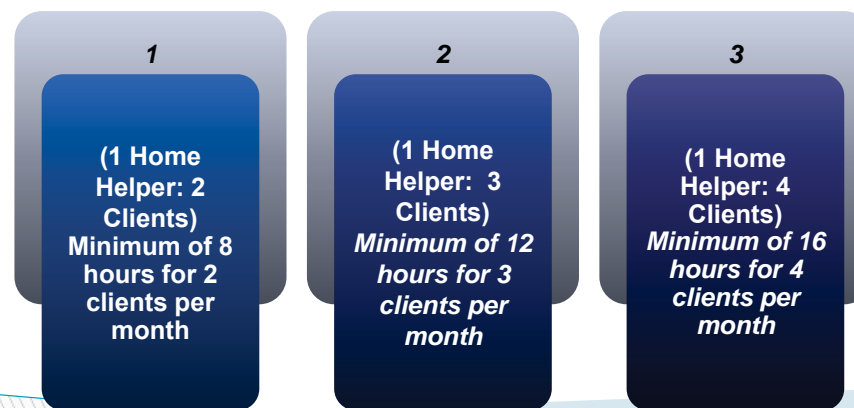 1
(1 Home
Helper: 2
Clients)
Minimum of 8
hours for 2
clients per
month
2
(1 Home
Helper: 3
Clients)
Minimum of 12
hours for 3
clients per
month
3
(1 Home
Helper: 4
Clients)
Minimum of 16
hours for 4
clients per
month